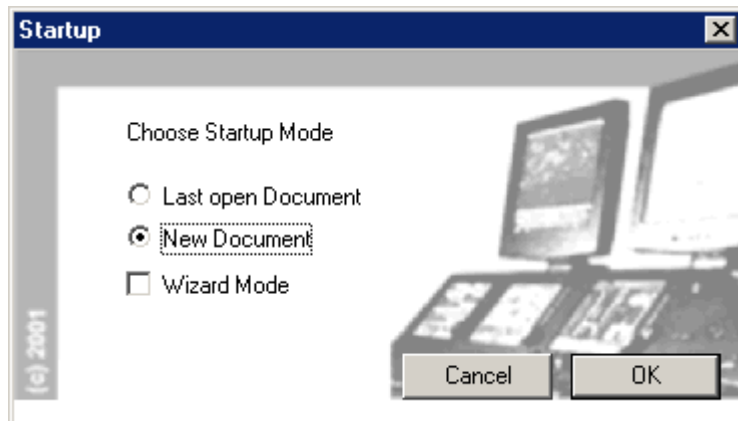 Startup
Choose Startup Mode
Last open Document
New Document
Wizard Mode
(c) 2001
Cancel
OK